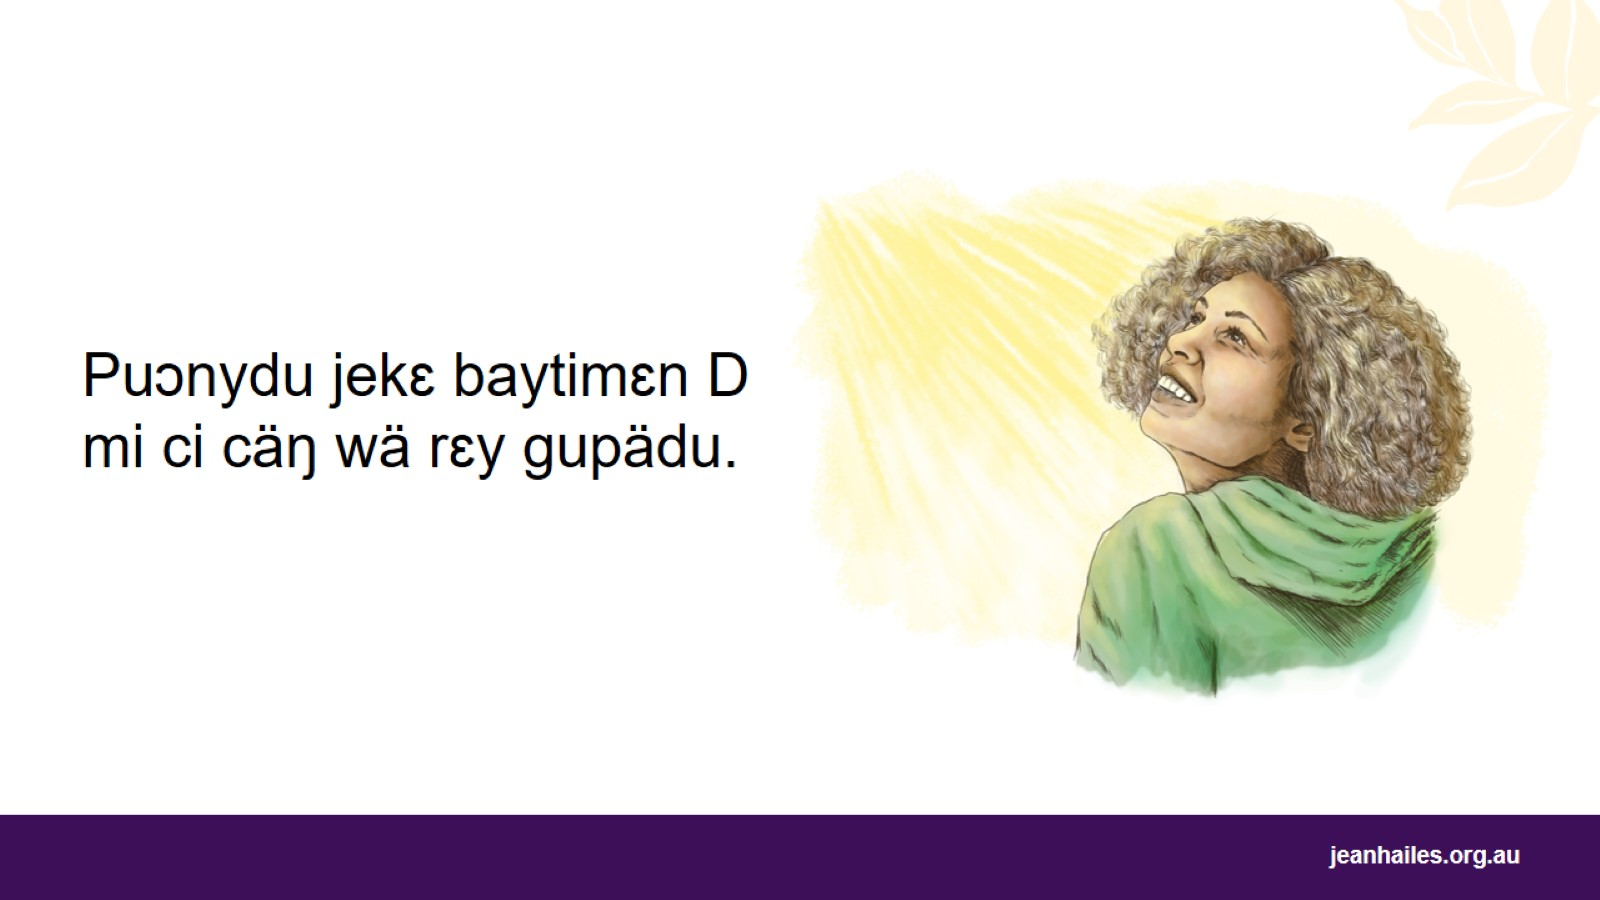 Puɔnydu jekɛ baytimɛn D
mi ci cäŋ wä rɛy gupädu.
jeanhailes.org.au